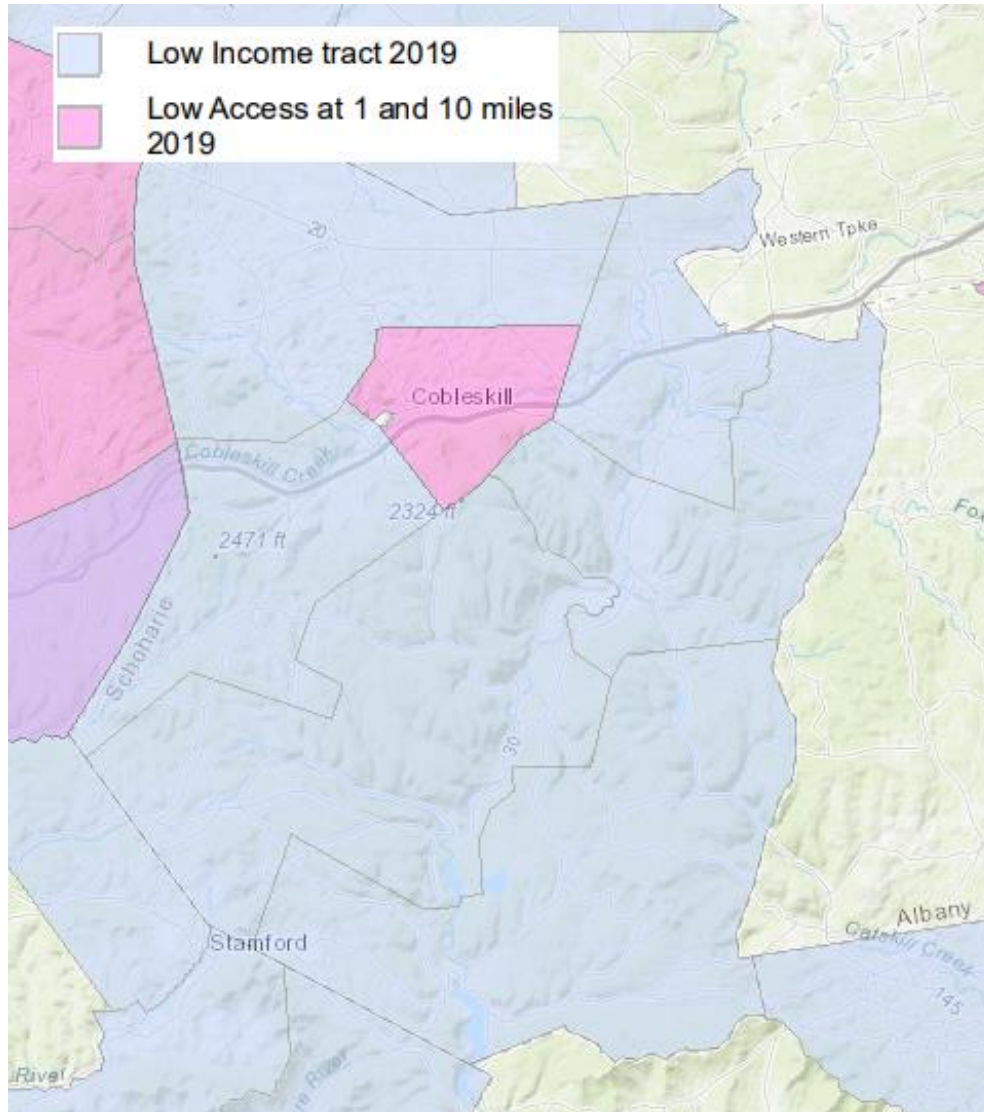 Low Income tract 2019
Low Access at 1 and 10 miles
2019
20
Western Tpke
Cobleskill
Cobleskill Creek
2324 ft
2471 ft
Schoharie
30
Stamford
Albany
Catskill Creek
145
River
River